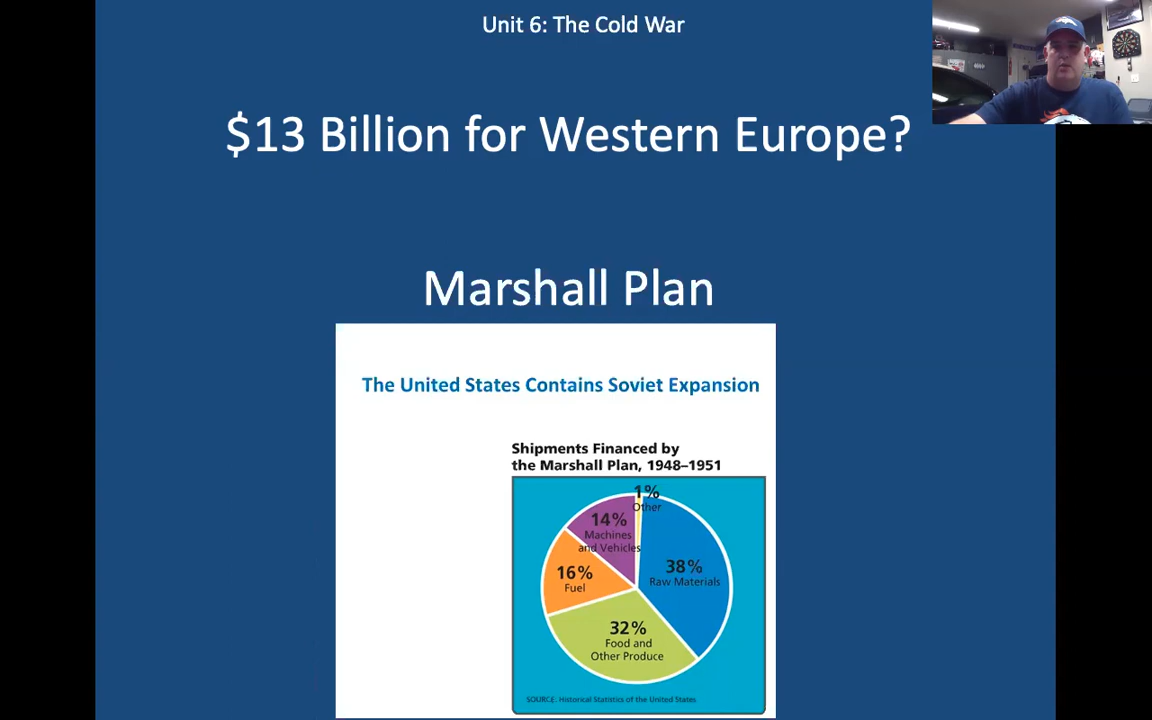 Unit 6: The Cold War
$13 Billion for Western Europe?
Marshall Plan
The United States Contains Soviet Expansion
Shipments Financed by
the Marshall Plan, 1948–1951
1%
Other
14%
Machines
and Vehicles
38%
Raw Materials
16%
Fuel
32%
Food and
Other Produce
SOURCE: Historical Statistics of the United States